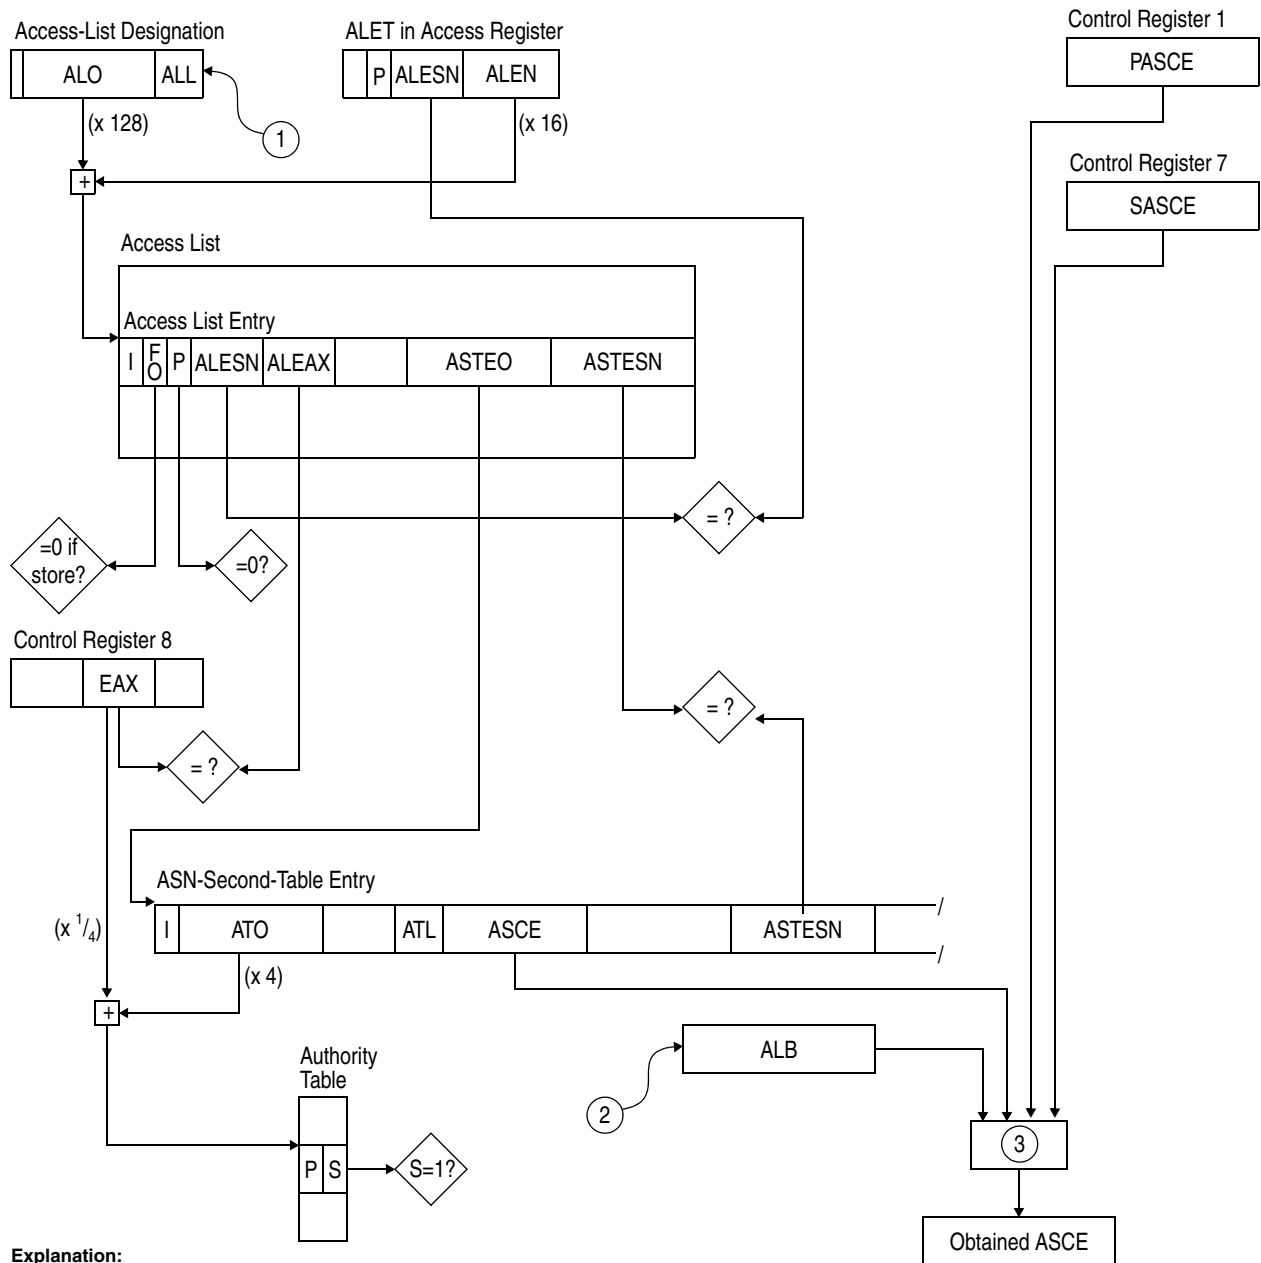 Access-List Designation
ALET in Access Register
Control Register 1
ALO ALL
P ALESN ALEN
PASCE
(x 128)
1
(x 16)
Control Register 7
+
SASCE
Access List
Access List Entry
I FO P ALESN ALEAX ASTEO ASTESN
= ?
=0 if
store?
=0?
Control Register 8
EAX
= ?
= ?
ASN-Second-Table Entry
(x 1/4)
I ATO ATL ASCE ASTESN
/
/
(x 4)
+
ALB
Authority
Table
2
3
P S
S=1?
Obtained ASCE
Explanation: